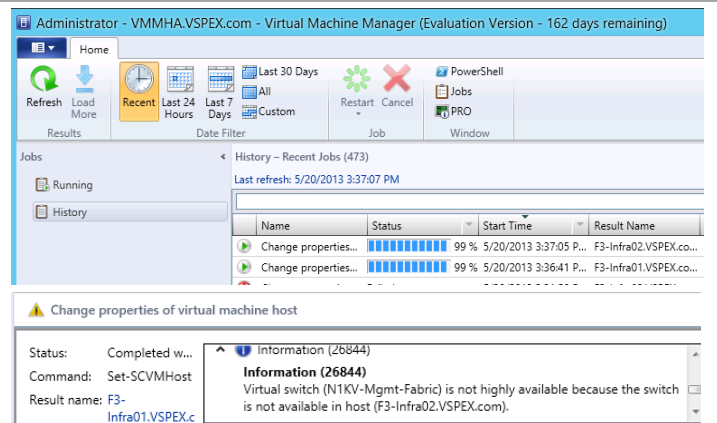 Administrator - VMMHA.VSPEX.com - Virtual Machine Manager (Evaluation Version - 162 days remaining)
Home
Refresh Load More
Recent Last 24 Hours Last 7 Days
Last 30 Days
All
Custom
Restart Cancel
PowerShell
Jobs
PRO
Results Date Filter Job Window
Jobs
History – Recent Jobs (473)
Running
Last refresh: 5/20/2013 3:37:07 PM
History
Name Status Start Time Result Name
Change properties... 99 % 5/20/2013 3:37:05 P... F3-Infra02.VSPEX.co...
Change properties... 99 % 5/20/2013 3:36:41 P... F3-Infra01.VSPEX.co...
Change properties of virtual machine host
Status: Completed w...
Command: Set-SCVMHost
Result name: F3-
Infra01.VSPEX.c
Information (26844)
Information (26844)
Virtual switch (N1KV-Mgmt-Fabric) is not highly available because the switch
is not available in host (F3-Infra02.VSPEX.com).